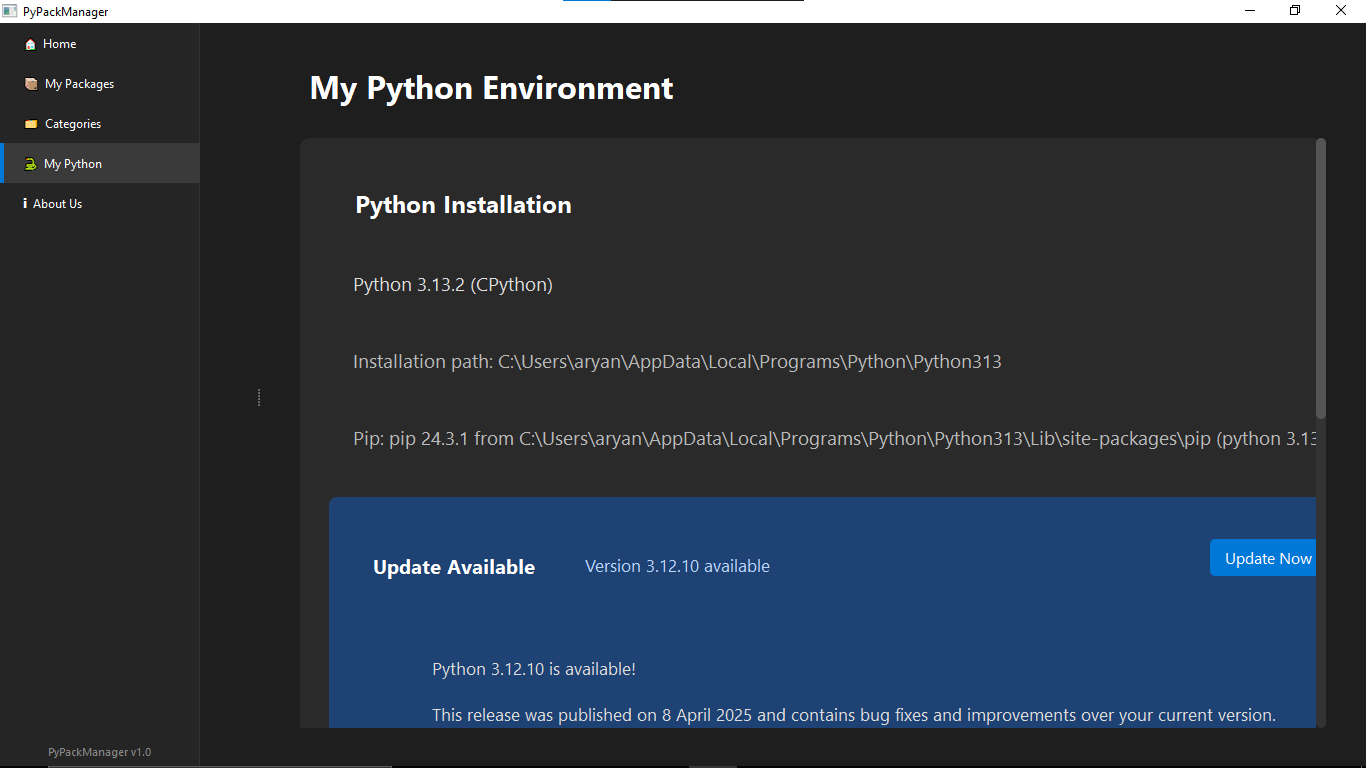 PyPackManager
Home
My Packages
Categories
My Python
About Us
My Python Environment
Python Installation
Python 3.13.2 (CPython)
Installation path: C:\Users\aryan\AppData\Local\Programs\Python\Python313
Pip: pip 24.3.1 from C:\Users\aryan\AppData\Local\Programs\Python\Python313\Lib\site-packages\pip (python 3.13
Update Available Version 3.12.10 available Update Now
Python 3.12.10 is available!
This release was published on 8 April 2025 and contains bug fixes and improvements over your current version.
PyPackManager v1.0